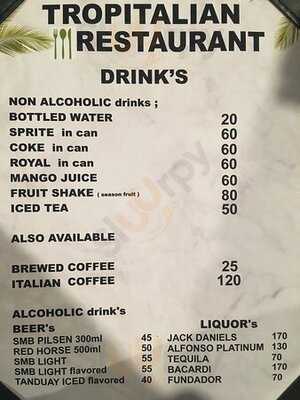 TROPITALIAN
RESTAURANT
DRINK'S
NON ALCOHOLIC drinks ;
BOTTLED WATER 20
SPRITE in can 60
COKE in can 60
ROYAL in can 60
MANGO JUICE 60
FRUIT SHAKE ( season fruit ) 80
ICED TEA 50
ALSO AVAILABLE
BREWED COFFEE 25
ITALIAN COFFEE 120
ALCOHOLIC drink's
BEER's
SMB PILSEN 300ml 45
RED HORSE 500ml 50
SMB LIGHT 55
SMB LIGHT flavored 55
TANDUAY ICED flavored 40
LIQUOR's
JACK DANIELS 170
ALFONSO PLATINUM 130
TEQUILA 70
BACARDI 170
FUNDADOR 70